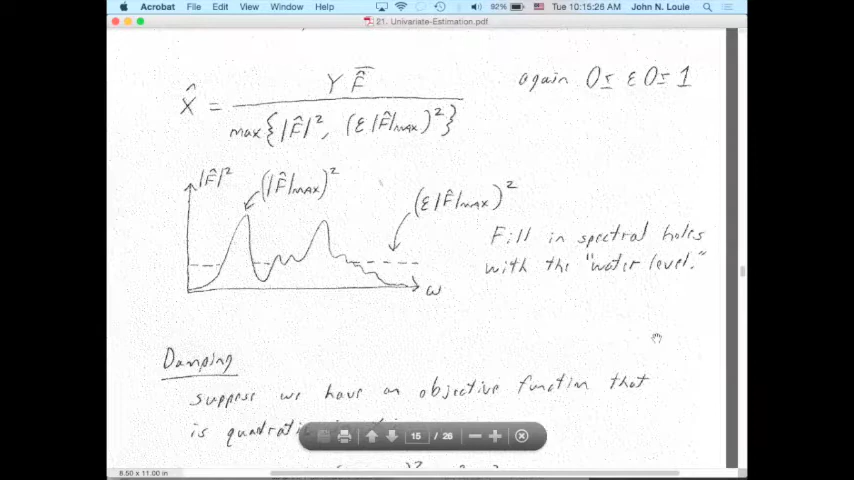 Acrobat File Edit View Window Help 92% Tue 10:15:26 AM John N. Louie
21. Univariate-Estimation.pdf
X̂ = Y F̂̄ / max{|F̂|², (ε|F̂|MAX)²}
again 0 ≤ ε ≤ 1
|F̂|²
(|F̂|MAX)²
(ε|F̂|MAX)²
Fill in spectral holes
with the "water level."
ω
Damping
suppose we have an objective function that
is quadratic
15 / 26
8.50 x 11.00 in